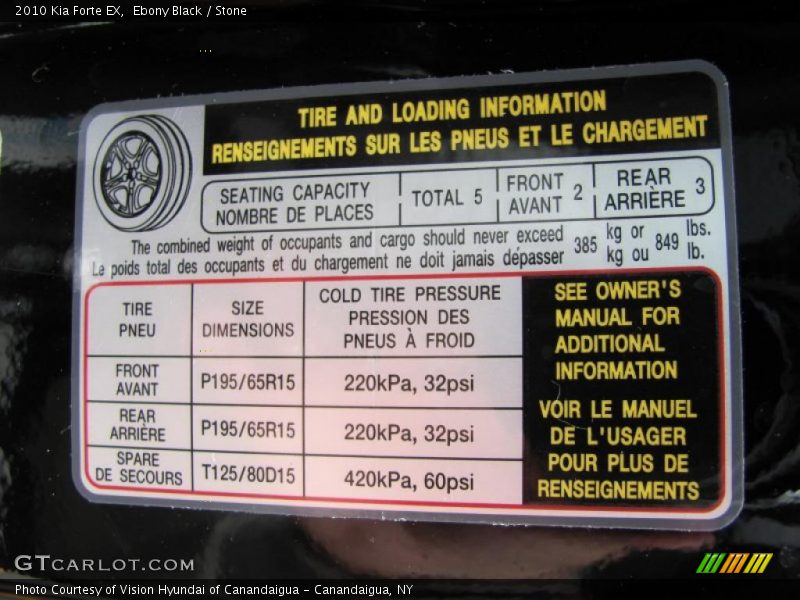 2010 Kia Forte EX, Ebony Black / Stone
TIRE AND LOADING INFORMATION
RENSEIGNEMENTS SUR LES PNEUS ET LE CHARGEMENT
SEATING CAPACITY
NOMBRE DE PLACES
TOTAL 5
FRONT
AVANT
2
REAR
ARRIÈRE
3
The combined weight of occupants and cargo should never exceed
Le poids total des occupants et du chargement ne doit jamais dépasser
385
kg or
kg ou
849
lbs.
lb.
TIRE
PNEU
SIZE
DIMENSIONS
COLD TIRE PRESSURE
PRESSION DES
PNEUS À FROID
FRONT
AVANT
P195/65R15
220kPa, 32psi
REAR
ARRIÈRE
P195/65R15
220kPa, 32psi
SPARE
DE SECOURS
T125/80D15
420kPa, 60psi
SEE OWNER'S
MANUAL FOR
ADDITIONAL
INFORMATION
VOIR LE MANUEL
DE L'USAGER
POUR PLUS DE
RENSEIGNEMENTS
GTCARLOT.COM
Photo Courtesy of Vision Hyundai of Canandaigua - Canandaigua, NY